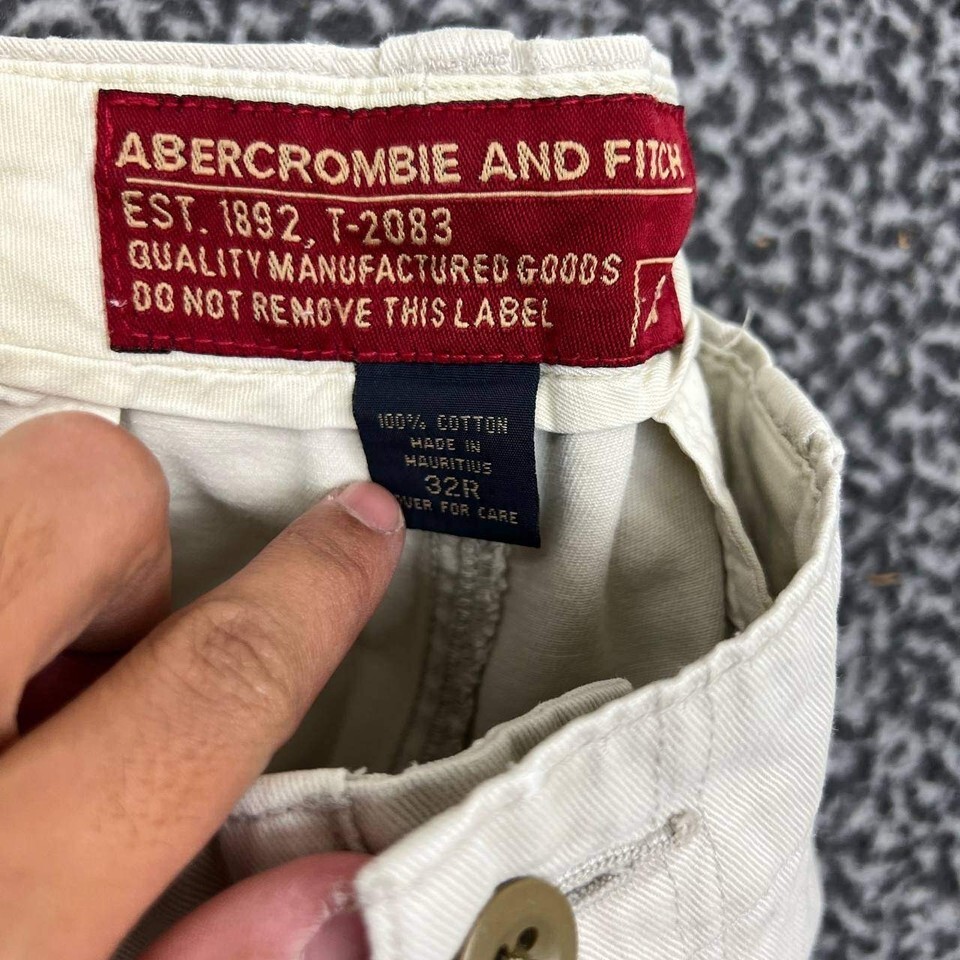 ABERCROMBIE AND FITCH
EST. 1892, T-2083
QUALITY MANUFACTURED GOODS
DO NOT REMOVE THIS LABEL
100% COTTON
MADE IN
MAURITIUS
32R
FOR CARE